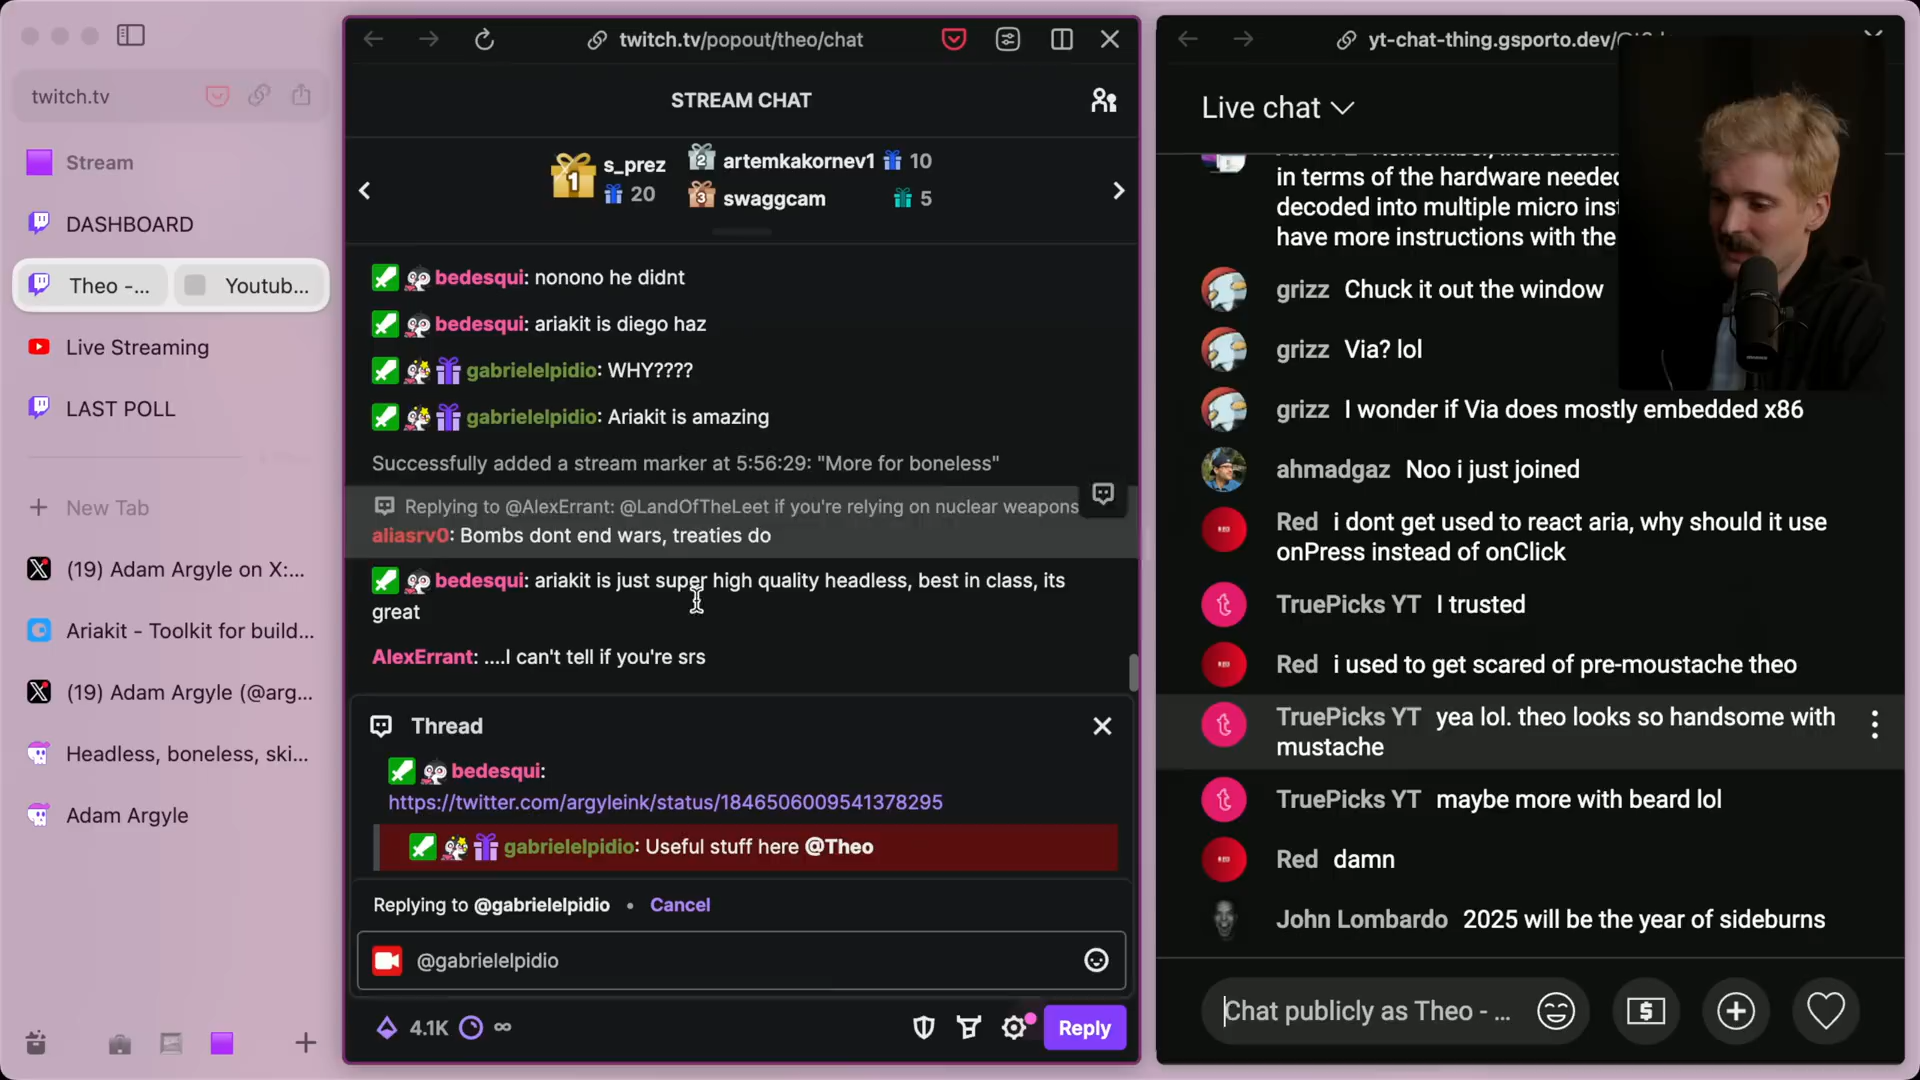 twitch.tv
Stream
DASHBOARD
Theo -...
Youtub...
Live Streaming
LAST POLL
New Tab
(19) Adam Argyle on X:...
Ariakit - Toolkit for build...
(19) Adam Argyle (@arg...
Headless, boneless, ski...
Adam Argyle
twitch.tv/popout/theo/chat
STREAM CHAT
1
s_prez
20
2 artemkakornev1 10
3 swaggcam 5
bedesqui: nonono he didnt
bedesqui: ariakit is diego haz
gabrielelpidio: WHY????
gabrielelpidio: Ariakit is amazing
Successfully added a stream marker at 5:56:29: "More for boneless"
Replying to @AlexErrant: @LandOfTheLeet if you're relying on nuclear weapons
aliasrv0: Bombs dont end wars, treaties do
bedesqui: ariakit is just super high quality headless, best in class, its
great
AlexErrant: ....I can't tell if you're srs
Thread
bedesqui:
https://twitter.com/argyleink/status/1846506009541378295
gabrielelpidio: Useful stuff here @Theo
Replying to @gabrielelpidio • Cancel
@gabrielelpidio
4.1K ∞
Reply
yt-chat-thing.gsporto.dev/
Live chat
in terms of the hardware needed
decoded into multiple micro
have more instructions with the
grizz Chuck it out the window
grizz Via? lol
grizz I wonder if Via does mostly embedded x86
ahmadgaz Noo i just joined
Red i dont get used to react aria, why should it use
onPress instead of onClick
TruePicks YT I trusted
Red i used to get scared of pre-moustache theo
TruePicks YT yea lol. theo looks so handsome with
mustache
TruePicks YT maybe more with beard lol
Red damn
John Lombardo 2025 will be the year of sideburns
Chat publicly as Theo - ...